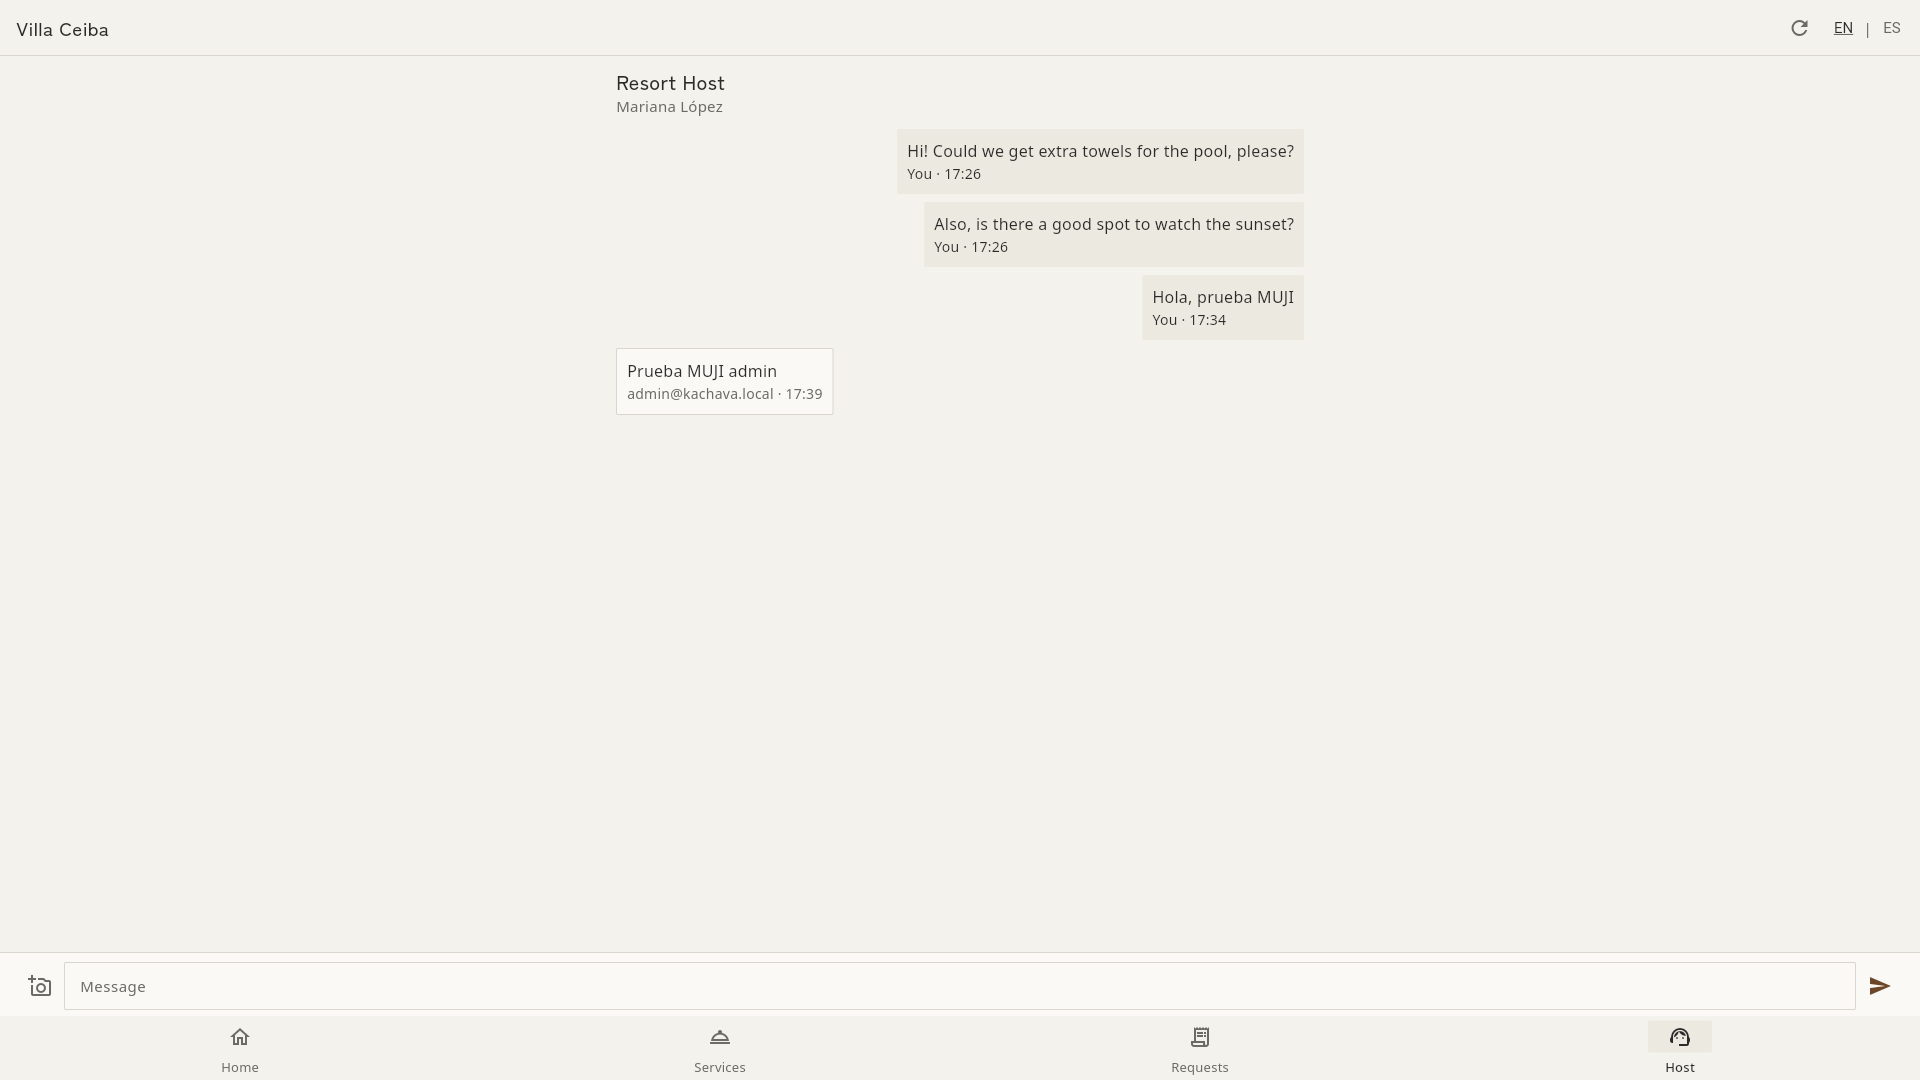 Villa Ceiba
EN | ES
Resort Host
Mariana López
Hi! Could we get extra towels for the pool, please?
You · 17:26
Also, is there a good spot to watch the sunset?
You · 17:26
Hola, prueba MUJI
You · 17:34
Prueba MUJI admin
admin@kachava.local · 17:39
Message
Home
Services
Requests
Host